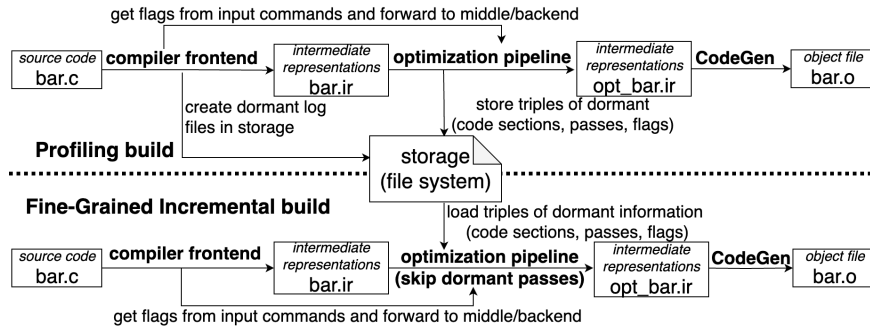 get flags from input commands and forward to middle/backend
source code
bar.c
compiler frontend
intermediate
representations
bar.ir
optimization pipeline
intermediate
representations
opt_bar.ir
CodeGen
object file
bar.o
create dormant log
files in storage
store triples of dormant
(code sections, passes, flags)
Profiling build
storage
(file system)
Fine-Grained Incremental build
load triples of dormant information
(code sections, passes, flags)
source code
bar.c
compiler frontend
intermediate
representations
bar.ir
optimization pipeline
(skip dormant passes)
intermediate
representations
opt_bar.ir
CodeGen
object file
bar.o
get flags from input commands and forward to middle/backend